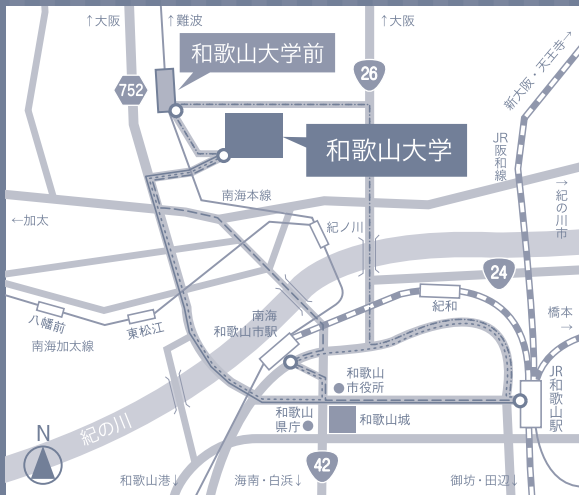 ↑大阪
↑難波
↑大阪
新大阪・天王寺→
和歌山大学前
26
752
和歌山大学
JR
阪和線
→紀の川市
南海本線
←加太
紀ノ川
24
八幡前
東松江
南海加太線
南海
和歌山市駅
紀和
橋本
↓
和歌山
市役所
JR和歌山駅
紀の川
和歌山
県庁
和歌山城
N
42
和歌山港↓
海南・白浜↓
御坊・田辺↓